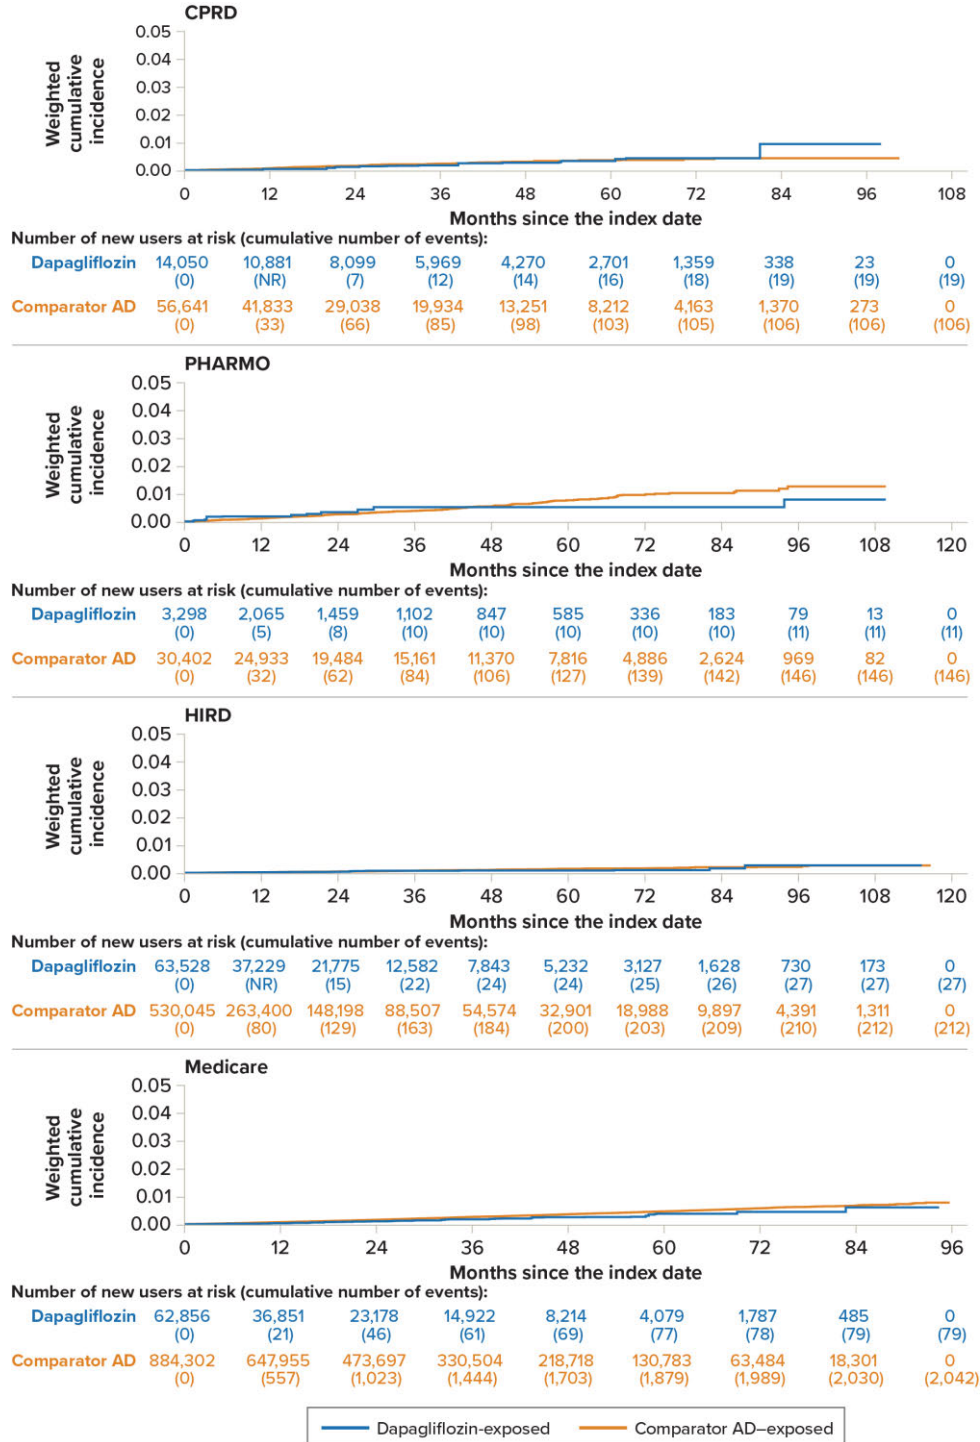 CPRD
Weighted
cumulative
incidence
0.05
0.04
0.03
0.02
0.01
0.00
0 12 24 36 48 60 72 84 96 108
Months since the index date
Number of new users at risk (cumulative number of events):
Dapagliflozin 14,050 10,881 8,099 5,969 4,270 2,701 1,359 338 23 0
(0) (NR) (7) (12) (14) (16) (18) (19) (19) (19)
Comparator AD 56,641 41,833 29,038 19,934 13,251 8,212 4,163 1,370 273 0
(0) (33) (66) (85) (98) (103) (105) (106) (106) (106)
PHARMO
Weighted
cumulative
incidence
0.05
0.04
0.03
0.02
0.01
0.00
0 12 24 36 48 60 72 84 96 108 120
Months since the index date
Number of new users at risk (cumulative number of events):
Dapagliflozin 3,298 2,065 1,459 1,102 847 585 336 183 79 13 0
(0) (5) (8) (10) (10) (10) (10) (10) (11) (11) (11)
Comparator AD 30,402 24,933 19,484 15,161 11,370 7,816 4,886 2,624 969 82 0
(0) (32) (62) (84) (106) (127) (139) (142) (146) (146) (146)
HIRD
Weighted
cumulative
incidence
0.05
0.04
0.03
0.02
0.01
0.00
0 12 24 36 48 60 72 84 96 108 120
Months since the index date
Number of new users at risk (cumulative number of events):
Dapagliflozin 63,528 37,229 21,775 12,582 7,843 5,232 3,127 1,628 730 173 0
(0) (NR) (15) (22) (24) (24) (25) (26) (27) (27) (27)
Comparator AD 530,045 263,400 148,198 88,507 54,574 32,901 18,988 9,897 4,391 1,311 0
(0) (80) (129) (163) (184) (200) (203) (209) (210) (212) (212)
Medicare
Weighted
cumulative
incidence
0.05
0.04
0.03
0.02
0.01
0.00
0 12 24 36 48 60 72 84 96
Months since the index date
Number of new users at risk (cumulative number of events):
Dapagliflozin 62,856 36,851 23,178 14,922 8,214 4,079 1,787 485 0
(0) (21) (46) (61) (69) (77) (78) (79) (79)
Comparator AD 884,302 647,955 473,697 330,504 218,718 130,783 63,484 18,301 0
(0) (557) (1,023) (1,444) (1,703) (1,879) (1,989) (2,030) (2,042)
Dapagliflozin-exposed Comparator AD–exposed